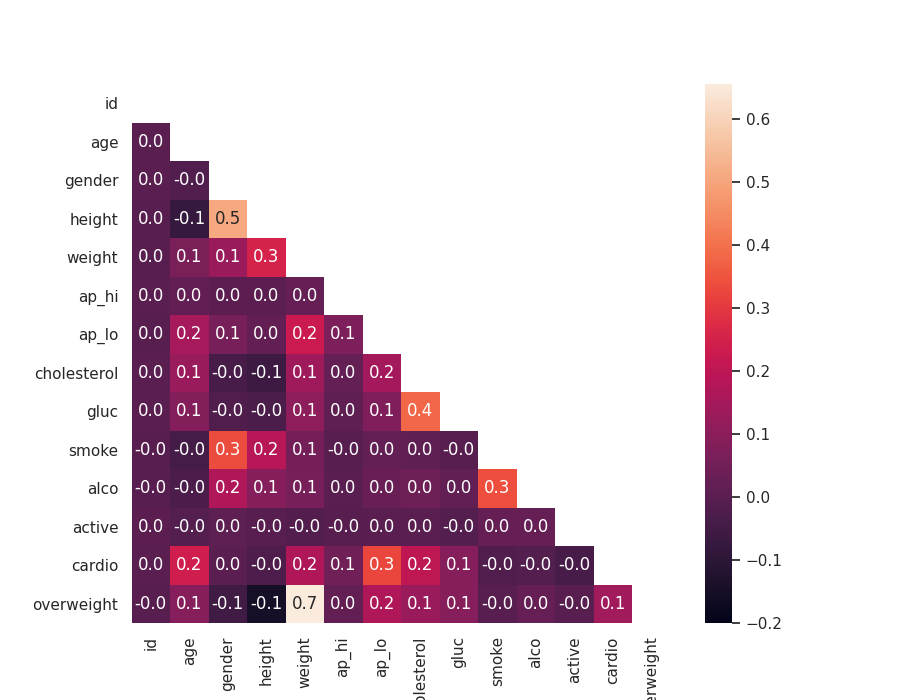 id
age 0.0
gender 0.0 -0.0
height 0.0 -0.1 0.5
weight 0.0 0.1 0.1 0.3
ap_hi 0.0 0.0 0.0 0.0 0.0
ap_lo 0.0 0.2 0.1 0.0 0.2 0.1
cholesterol 0.0 0.1 -0.0 -0.1 0.1 0.0 0.2
gluc 0.0 0.1 -0.0 -0.0 0.1 0.0 0.1 0.4
smoke -0.0 -0.0 0.3 0.2 0.1 -0.0 0.0 0.0 -0.0
alco -0.0 -0.0 0.2 0.1 0.1 0.0 0.0 0.0 0.0 0.3
active 0.0 -0.0 0.0 -0.0 -0.0 -0.0 0.0 0.0 -0.0 0.0 0.0
cardio 0.0 0.2 0.0 -0.0 0.2 0.1 0.3 0.2 0.1 -0.0 -0.0 -0.0
overweight -0.0 0.1 -0.1 -0.1 0.7 0.0 0.2 0.1 0.1 -0.0 0.0 -0.0 0.1
id age gender height weight ap_hi ap_lo olesterol gluc smoke alco active cardio erweight
0.6
0.5
0.4
0.3
0.2
0.1
0.0
−0.1
−0.2